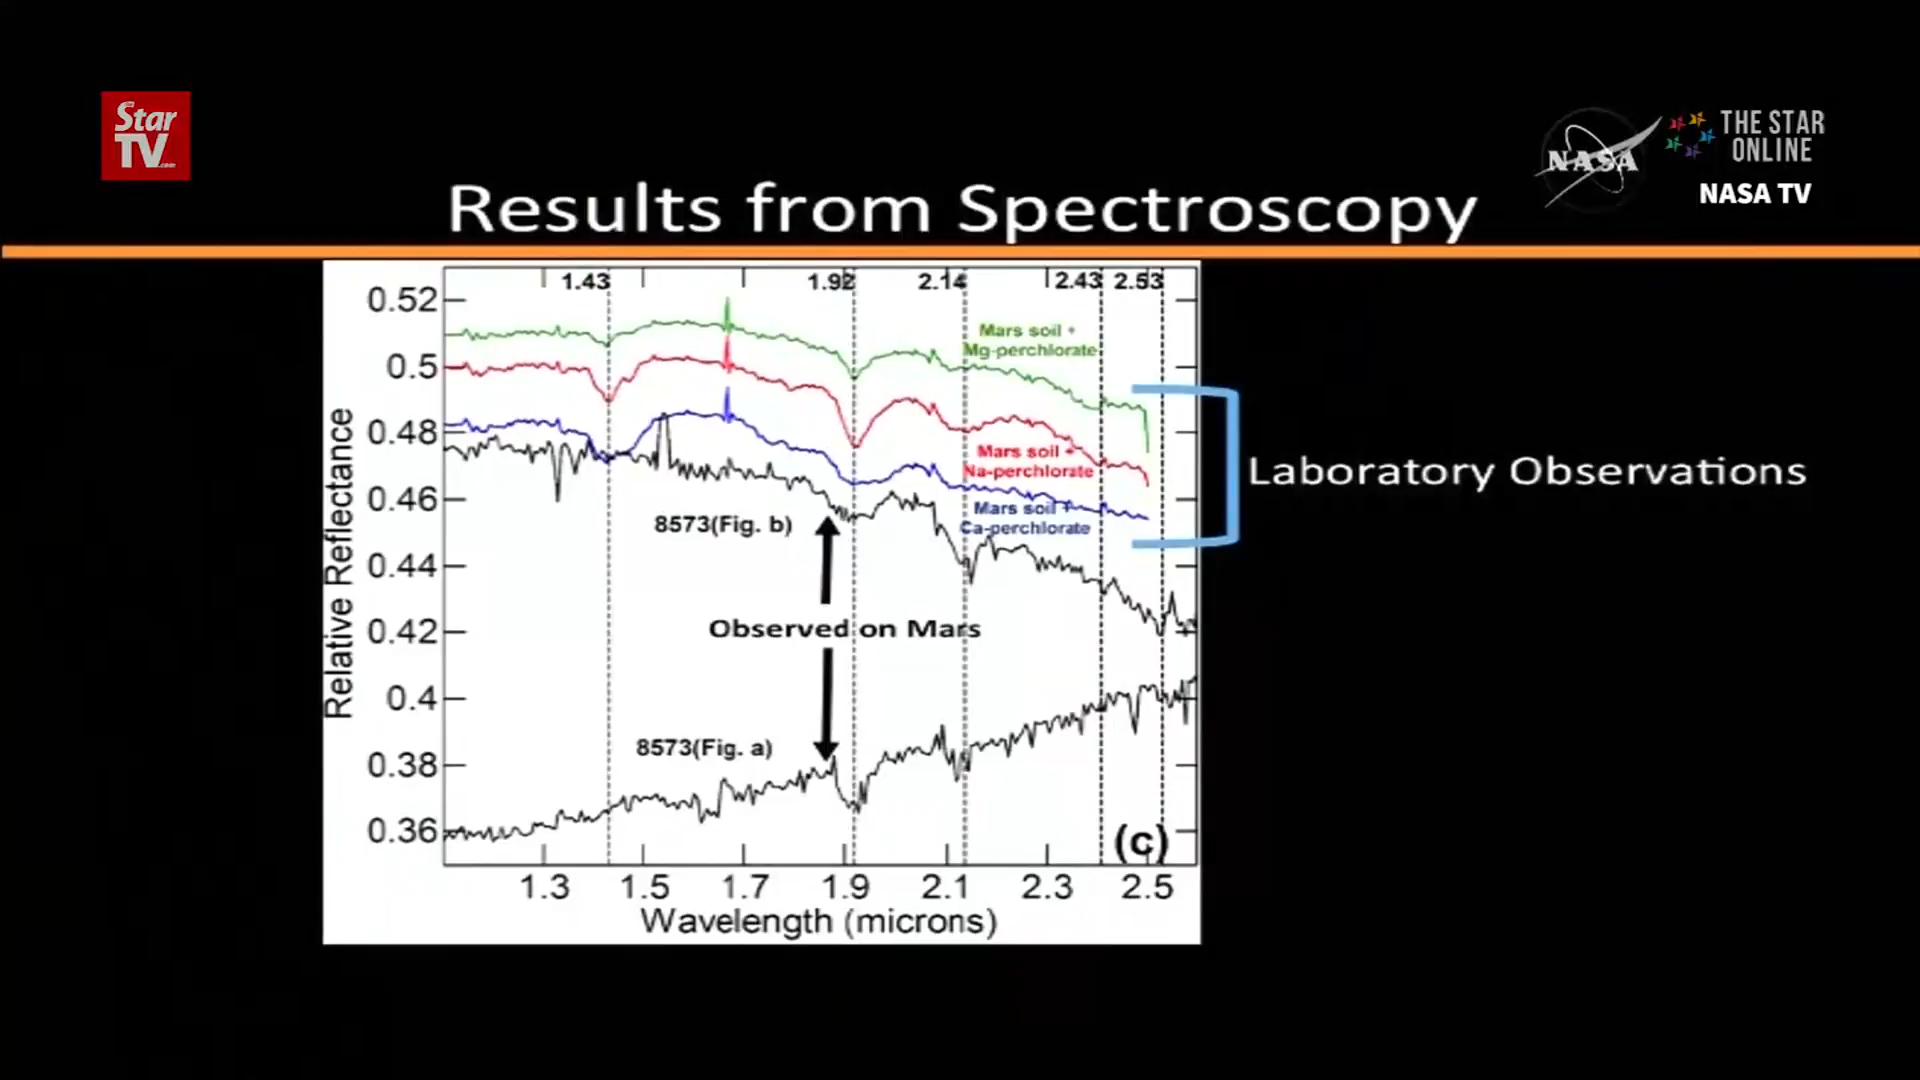 Star
TV.com
NASA
THE STAR
ONLINE
NASA TV
Results from Spectroscopy
1.43
1.92
2.14
2.43
2.53
0.52
0.5
0.48
0.46
0.44
0.42
0.4
0.38
0.36
Relative Reflectance
Mars soil +
Mg-perchlorate
Mars soil +
Na-perchlorate
Mars soil +
Ca-perchlorate
Laboratory Observations
8573(Fig. b)
Observed on Mars
8573(Fig. a)
(c)
1.3
1.5
1.7
1.9
2.1
2.3
2.5
Wavelength (microns)